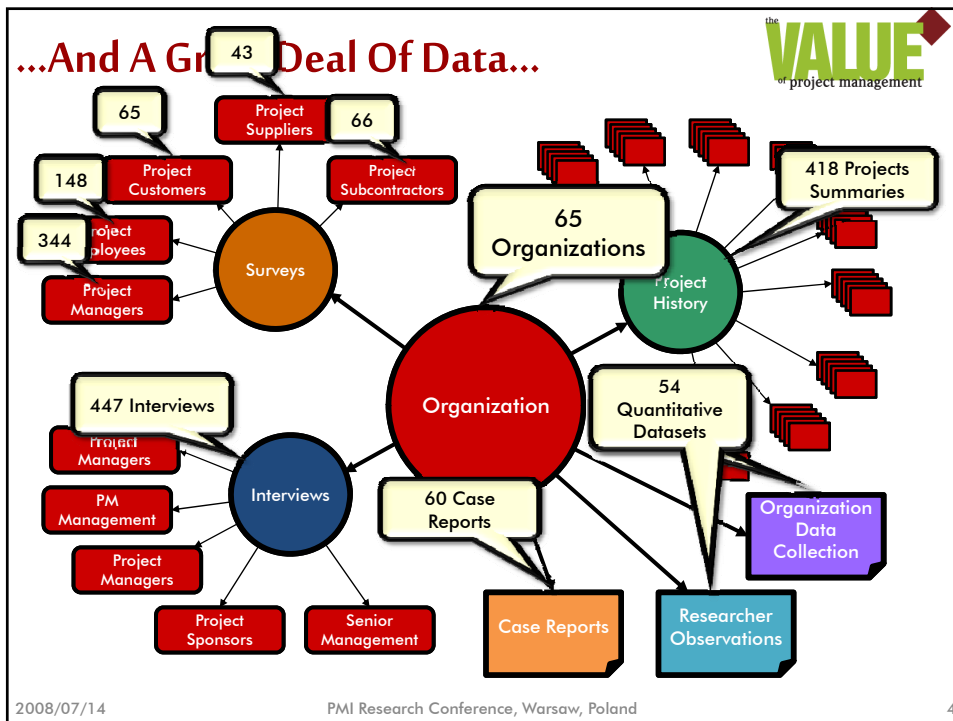 ...And A Gr Deal Of Data...
the
VALUE
of project management
43
65
66
148
344
Project
Suppliers
Project
Customers
Project
Subcontractors
Project
ployees
Project
Managers
Surveys
65
Organizations
418 Projects
Summaries
Project
History
447 Interviews
Organization
54
Quantitative
Datasets
Project
Managers
PM
Management
Project
Managers
Project
Sponsors
Senior
Management
Interviews
60 Case
Reports
Organization
Data
Collection
Case Reports
Researcher
Observations
2008/07/14
PMI Research Conference, Warsaw, Poland
4